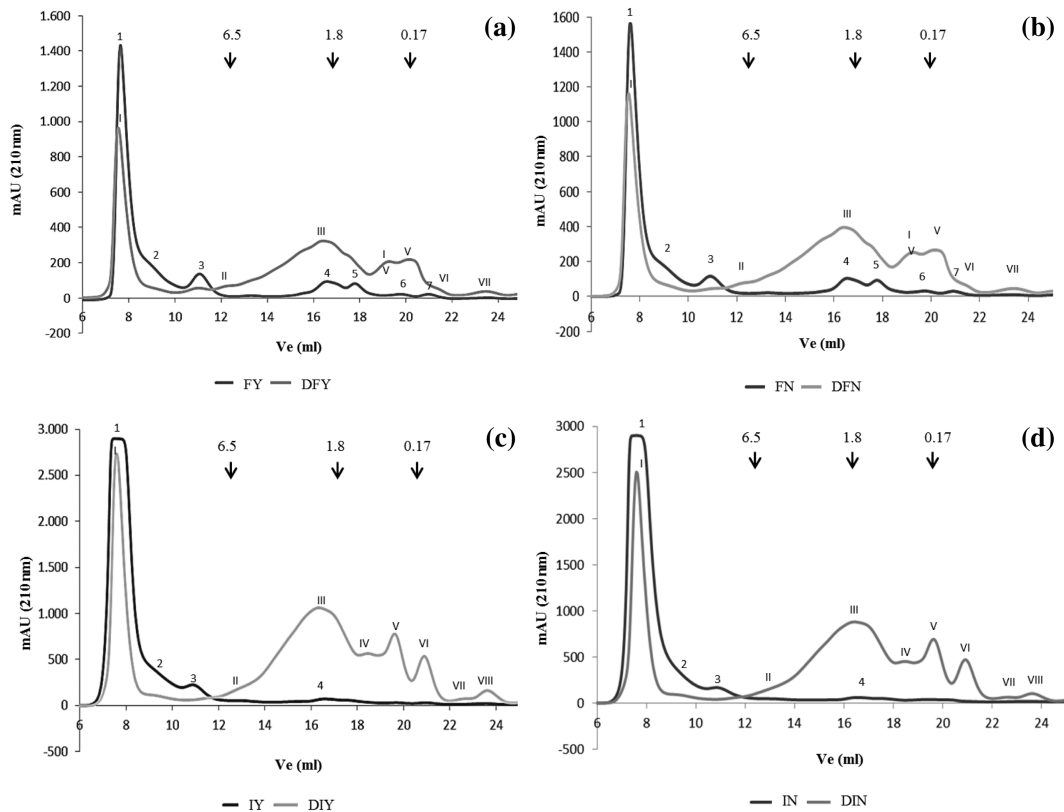 (a)
6.5 1.8 0.17
1.600
1.400
1.200
1.000
800
600
400
200
0
-200
mAU (210 nm)
1
I
2
3
II
III
4
5
I
V
V
6
7
VI
VII
6 8 10 12 14 16 18 20 22 24
Ve (ml)
FY DFY
(b)
6.5 1.8 0.17
1600
1400
1200
1000
800
600
400
200
0
-200
mAU (210 nm)
1
I
2
3
II
III
4
5
I
V
V
6
7
VI
VII
6 8 10 12 14 16 18 20 22 24
Ve (ml)
FN DFN
(c)
6.5 1.8 0.17
3.000
2.500
2.000
1.500
1.000
500
0
-500
mAU (210 nm)
1
I
2
3
II
III
4
IV
V
VI
VII
VIII
6 8 10 12 14 16 18 20 22 24
Ve (ml)
IY DIY
(d)
6.5 1.8 0.17
3000
2500
2000
1500
1000
500
0
-500
mAU (210 nm)
1
I
2
3
II
III
4
IV
V
VI
VII
VIII
6 8 10 12 14 16 18 20 22 24
Ve (ml)
IN DIN